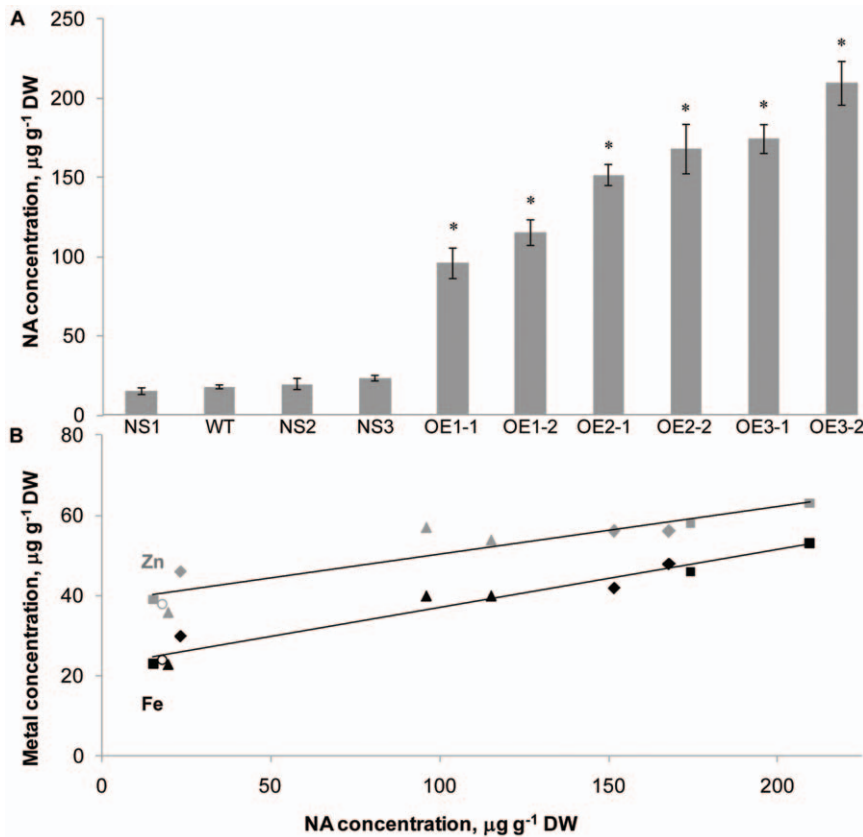 A
NA concentration, µg g⁻¹ DW
250
200
150
100
50
0
*
*
*
*
*
*
NS1 WT NS2 NS3 OE1-1 OE1-2 OE2-1 OE2-2 OE3-1 OE3-2
B
Metal concentration, µg g⁻¹ DW
80
60
40
20
0
Zn
Fe
0 50 100 150 200
NA concentration, µg g⁻¹ DW